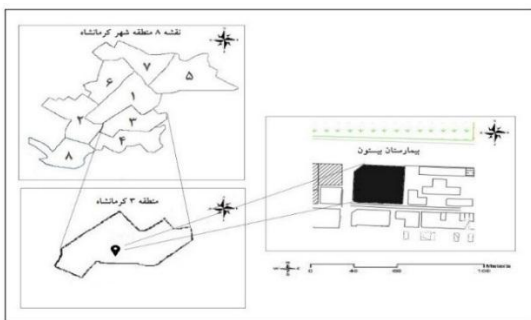 نقشه ۸ منطقه شهر کرمانشاه
۷
۵
۶
۱
۲
۳
۴
۸
بیمارستان بیستون
منطقه ۳ کرمانشاه